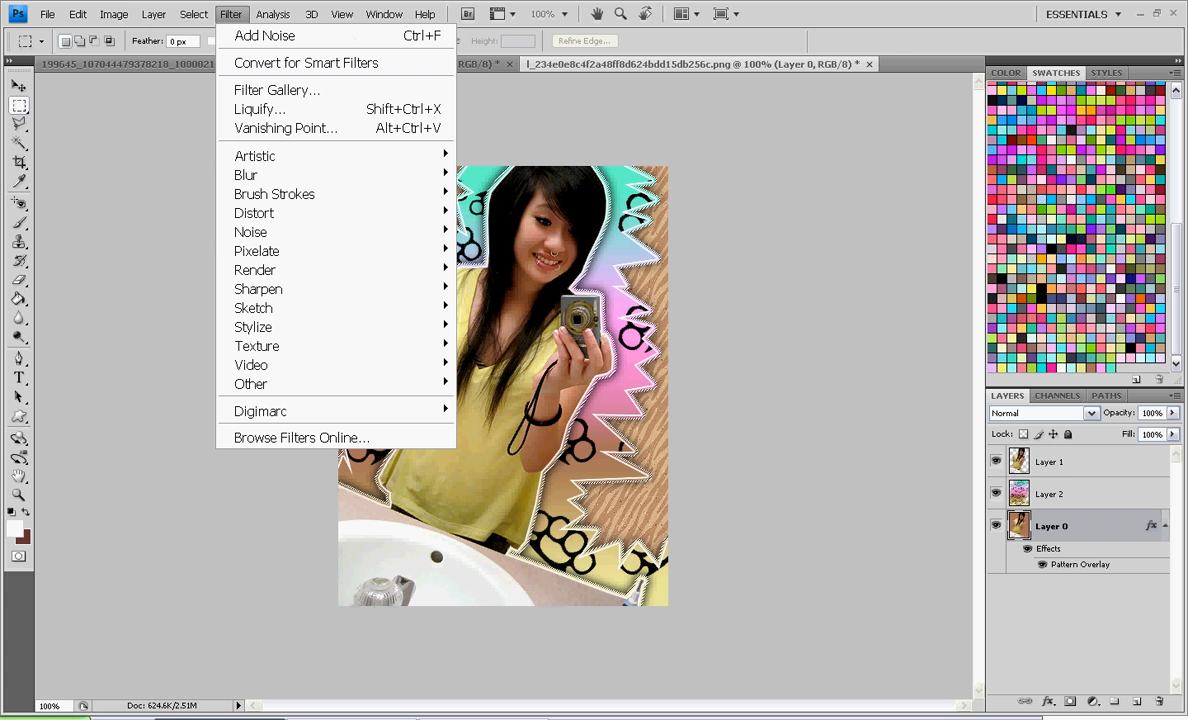 Ps File Edit Image Layer Select Filter Analysis 3D View Window Help Br 100% ESSENTIALS
Feather: 0 px Height: Refine Edge...
199645_107044479378218_1000021 RGB/8) * l_234e0e8c4f2a48ff8d624bdd15db256c.png @ 100% (Layer 0, RGB/8) *
Add Noise Ctrl+F
Convert for Smart Filters
Filter Gallery...
Liquify... Shift+Ctrl+X
Vanishing Point... Alt+Ctrl+V
Artistic
Blur
Brush Strokes
Distort
Noise
Pixelate
Render
Sharpen
Sketch
Stylize
Texture
Video
Other
Digimarc
Browse Filters Online...
COLOR SWATCHES STYLES
LAYERS CHANNELS PATHS
Normal Opacity: 100%
Lock: Fill: 100%
Layer 1
Layer 2
Layer 0 fx
Effects
Pattern Overlay
100% Doc: 624.6K/2.51M